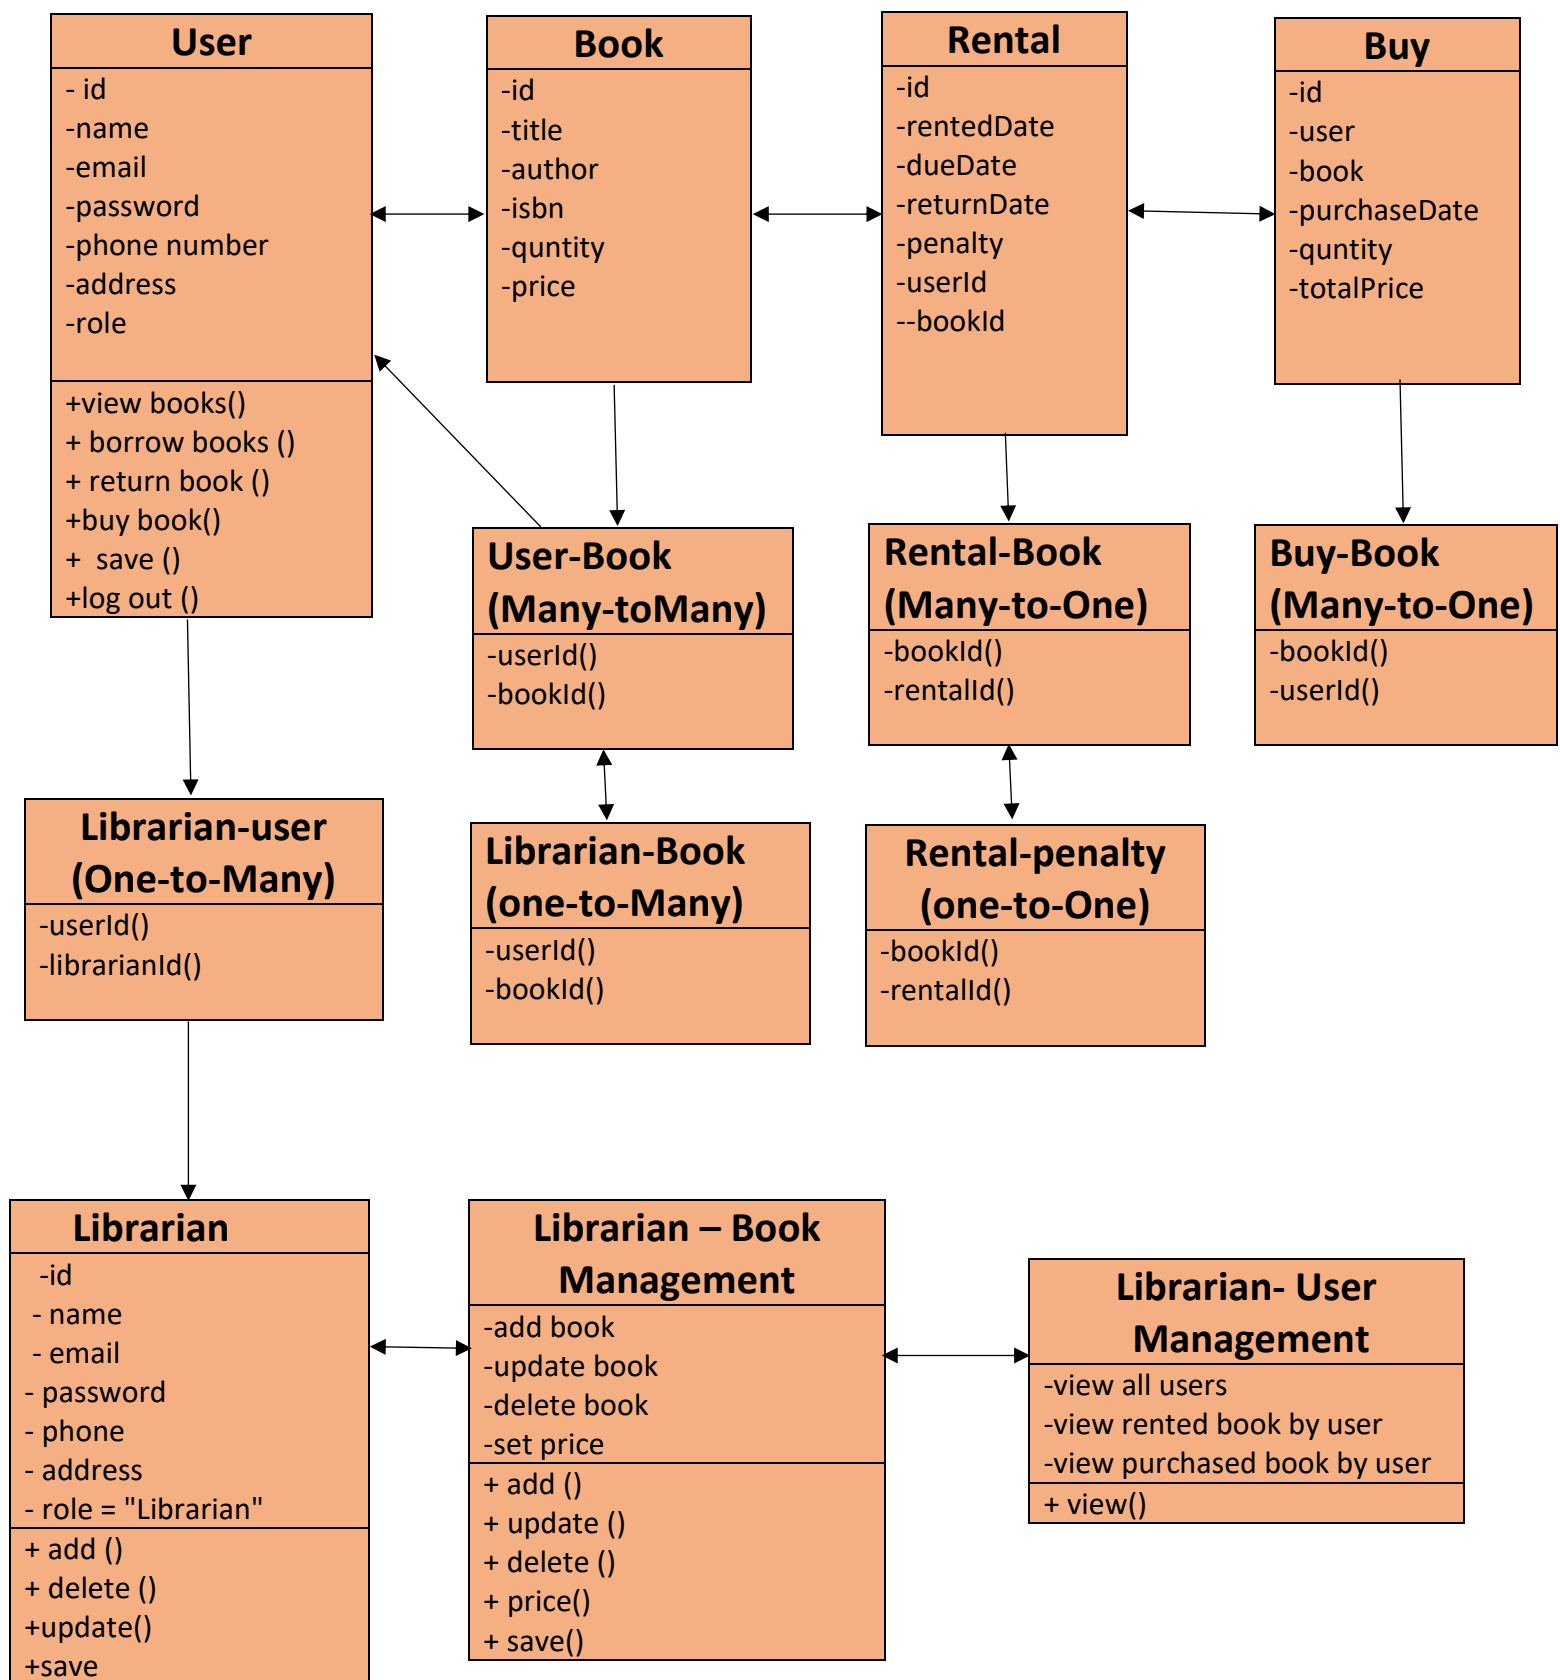 User
- id
-name
-email
-password
-phone number
-address
-role
+view books()
+ borrow books ()
+ return book ()
+buy book()
+ save ()
+log out ()
Book
-id
-title
-author
-isbn
-quntity
-price
Rental
-id
-rentedDate
-dueDate
-returnDate
-penalty
-userId
--bookId
Buy
-id
-user
-book
-purchaseDate
-quntity
-totalPrice
User-Book
(Many-toMany)
-userId()
-bookId()
Rental-Book
(Many-to-One)
-bookId()
-rentalId()
Buy-Book
(Many-to-One)
-bookId()
-userId()
Librarian-user
(One-to-Many)
-userId()
-librarianId()
Librarian-Book
(one-to-Many)
-userId()
-bookId()
Rental-penalty
(one-to-One)
-bookId()
-rentalId()
Librarian
-id
- name
- email
- password
- phone
- address
- role = "Librarian"
+ add ()
+ delete ()
+update()
+save
Librarian – Book
Management
-add book
-update book
-delete book
-set price
+ add ()
+ update ()
+ delete ()
+ price()
+ save()
Librarian- User
Management
-view all users
-view rented book by user
-view purchased book by user
+ view()